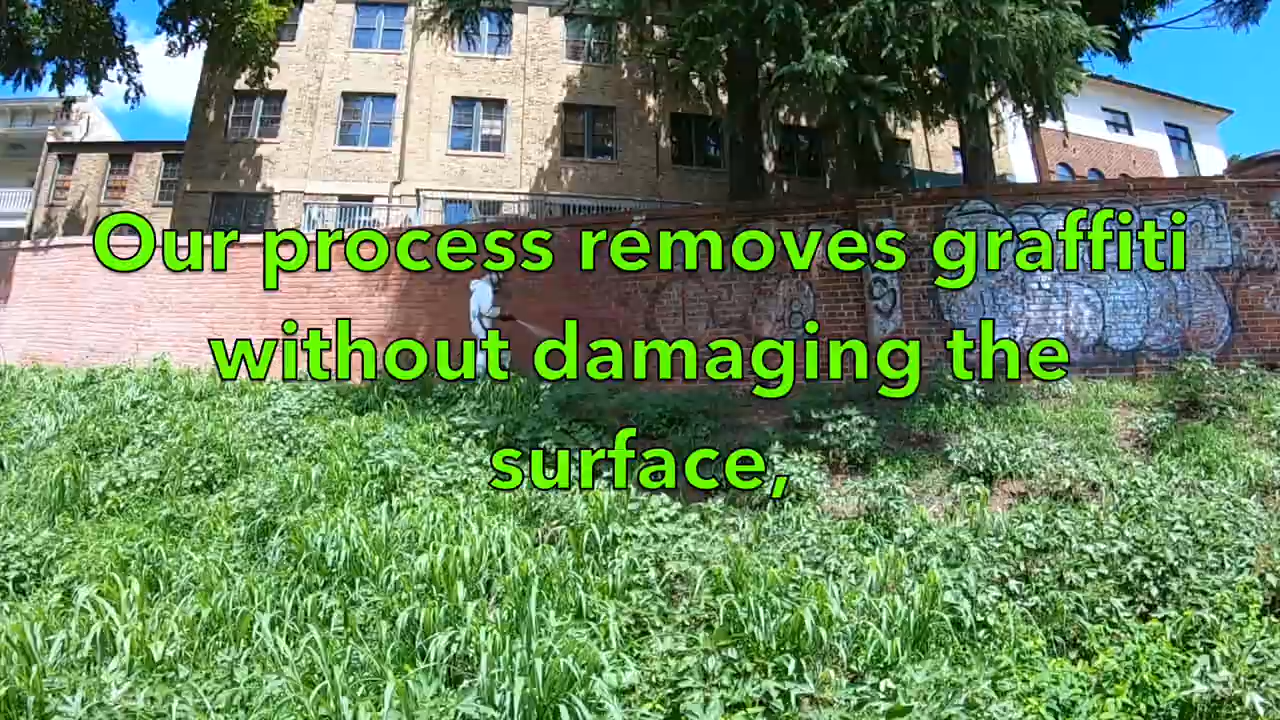 Our process removes graffiti
without damaging the
surface,